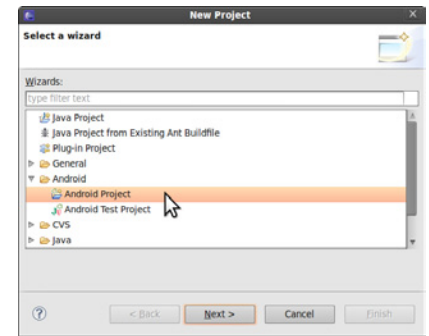 New Project
Select a wizard
Wizards:
type filter text
Java Project
Java Project from Existing Ant Buildfile
Plug-in Project
General
Android
Android Project
Android Test Project
CVS
Java
< Back Next > Cancel Finish